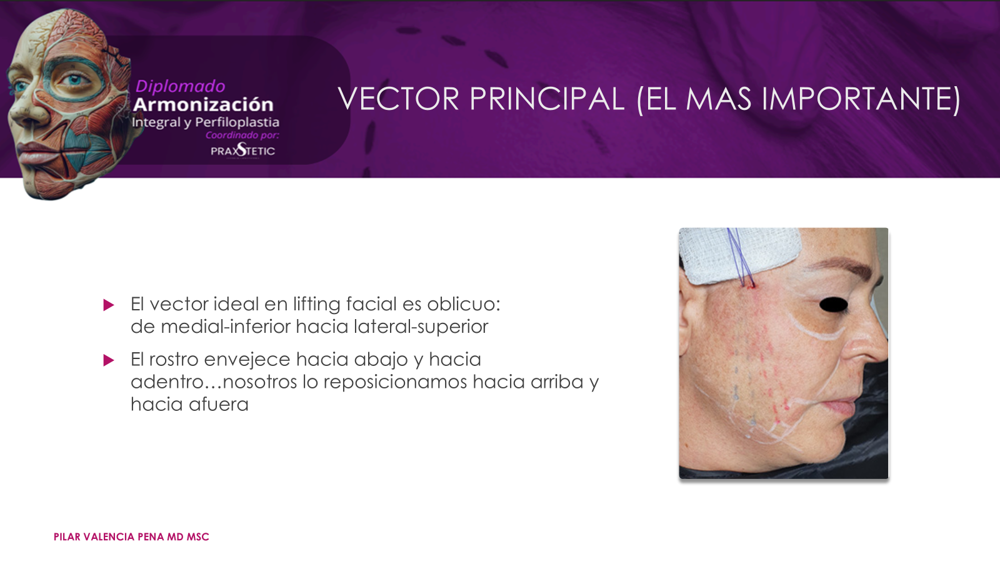 Diplomado
Armonización
Integral y Perfiloplastia
Coordinado por:
PRAXSTETIC
VECTOR PRINCIPAL (EL MAS IMPORTANTE)
El vector ideal en lifting facial es oblicuo:
de medial-inferior hacia lateral-superior
El rostro envejece hacia abajo y hacia
adentro...nosotros lo reposicionamos hacia arriba y
hacia afuera
PILAR VALENCIA PENA MD MSC